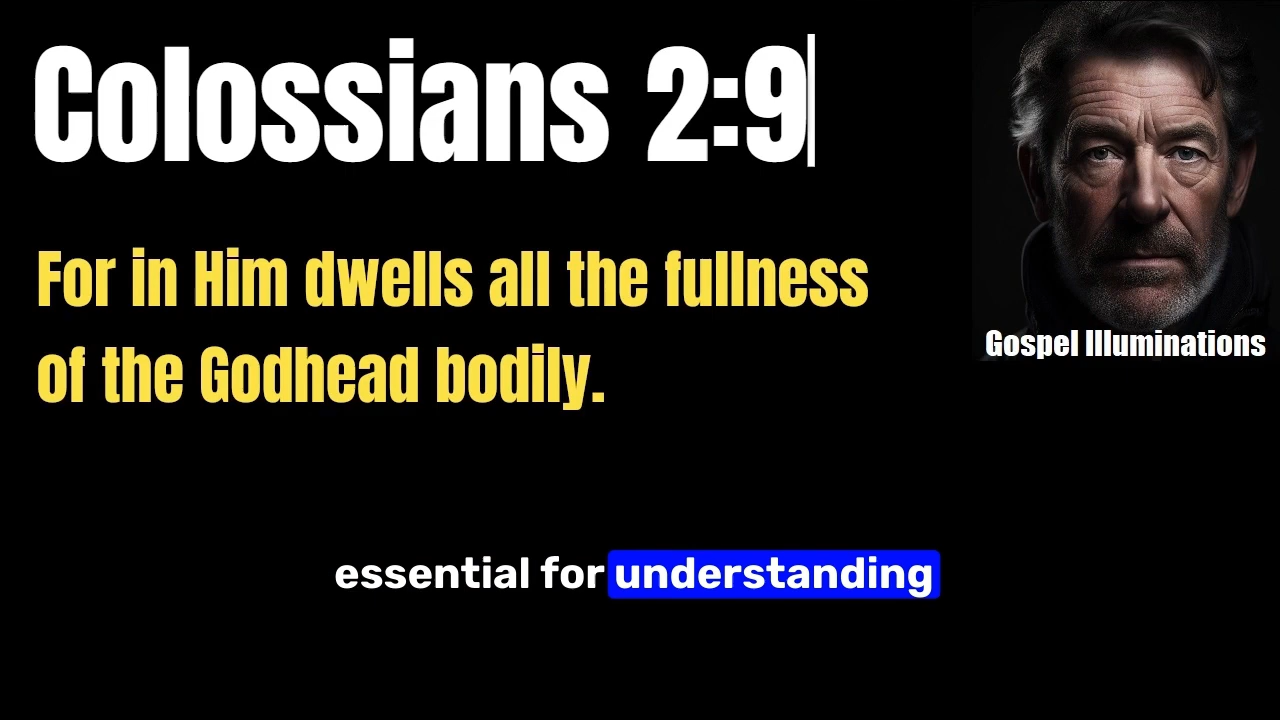 Colossians 2:9
For in Him dwells all the fullness
of the Godhead bodily.
Gospel Illuminations
essential for understanding